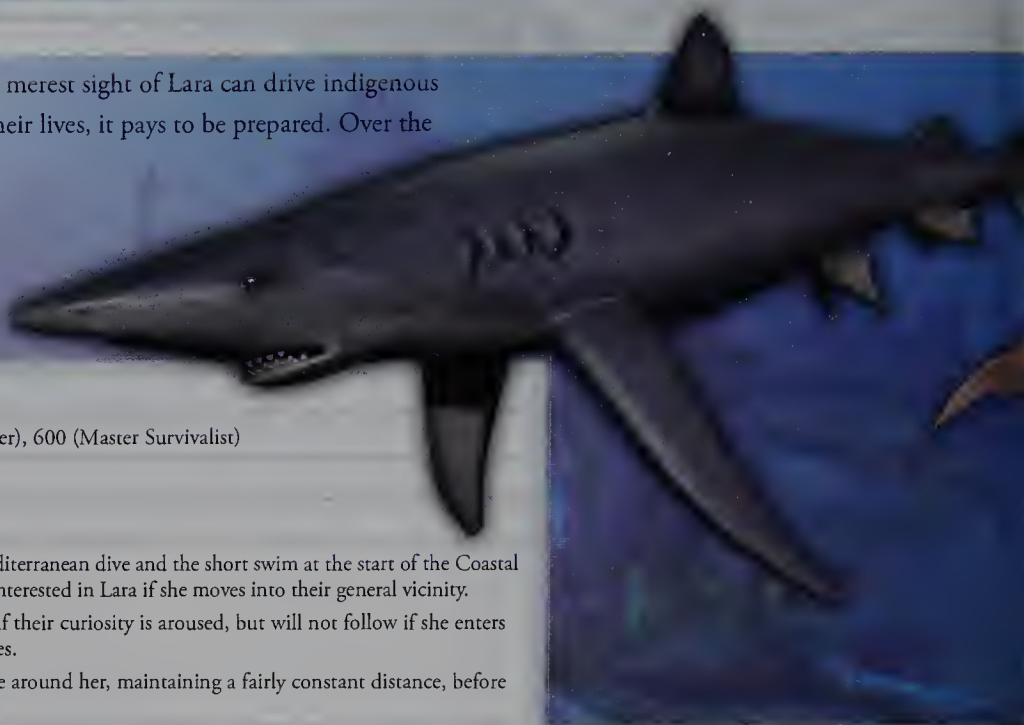 merest sight of Lara can drive indigenous
heir lives, it pays to be prepared. Over the
er), 600 (Master Survivalist)
diterranean dive and the short swim at the start of the Coastal
nterested in Lara if she moves into their general vicinity.
f their curiosity is aroused, but will not follow if she enters
es.
e around her, maintaining a fairly constant distance, before